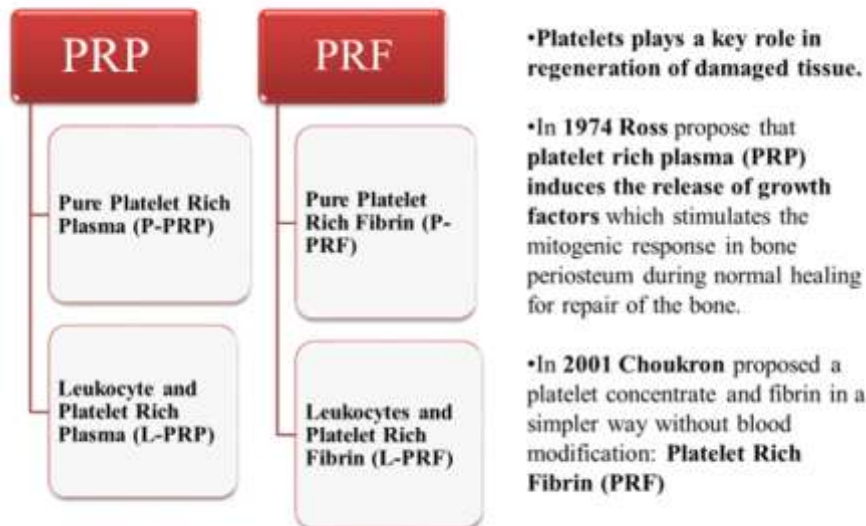 PRP
Pure Platelet Rich
Plasma (P-PRP)
Leukocyte and
Platelet Rich
Plasma (L-PRP)
PRF
Pure Platelet
Rich Fibrin (P-
PRF)
Leukocytes and
Platelet Rich
Fibrin (L-PRF)
•Platelets plays a key role in
regeneration of damaged tissue.
•In 1974 Ross propose that
platelet rich plasma (PRP)
induces the release of growth
factors which stimulates the
mitogenic response in bone
periosteum during normal healing
for repair of the bone.
•In 2001 Choukron proposed a
platelet concentrate and fibrin in a
simpler way without blood
modification: Platelet Rich
Fibrin (PRF)